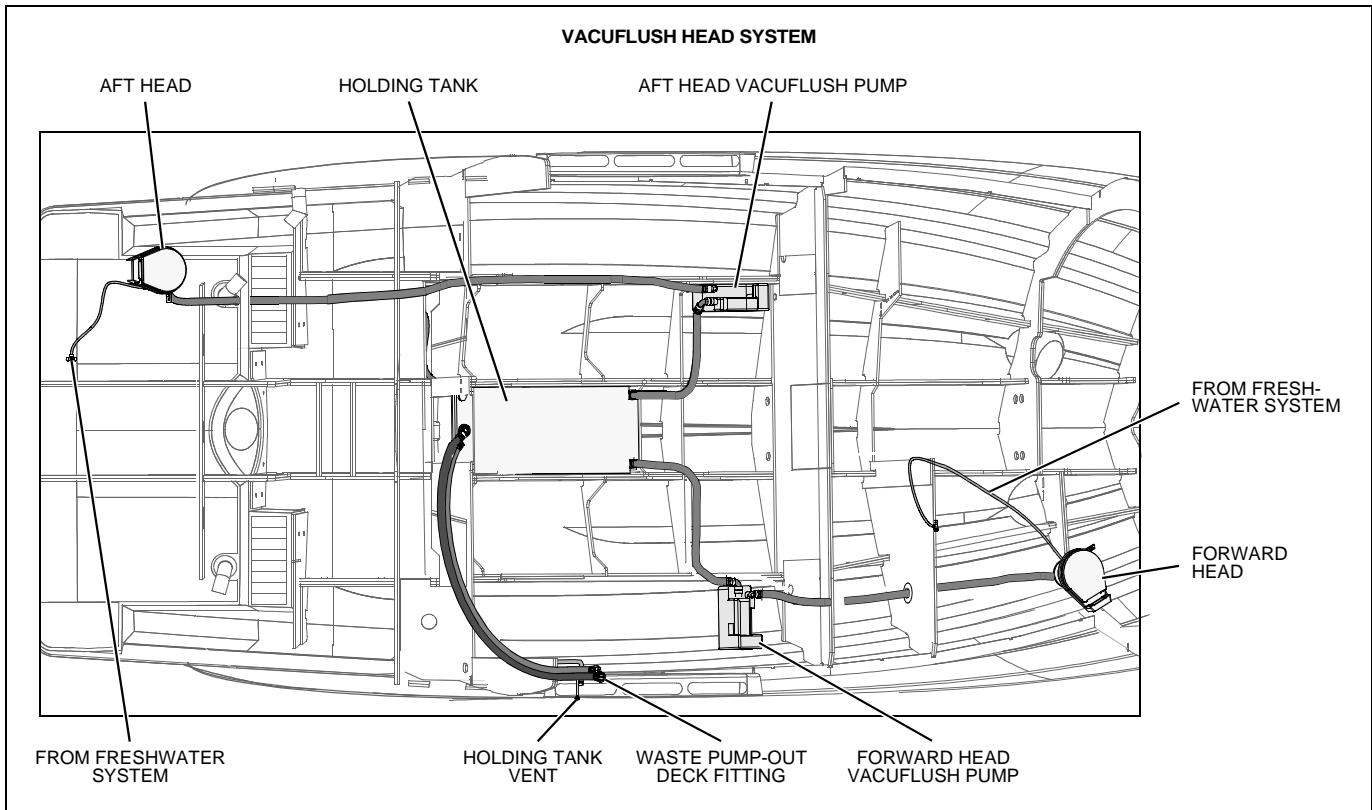 VACUFLUSH HEAD SYSTEM
AFT HEAD
HOLDING TANK
AFT HEAD VACUFLUSH PUMP
FROM FRESH-
WATER SYSTEM
FORWARD
HEAD
FROM FRESHWATER
SYSTEM
HOLDING TANK
VENT
WASTE PUMP-OUT
DECK FITTING
FORWARD HEAD
VACUFLUSH PUMP